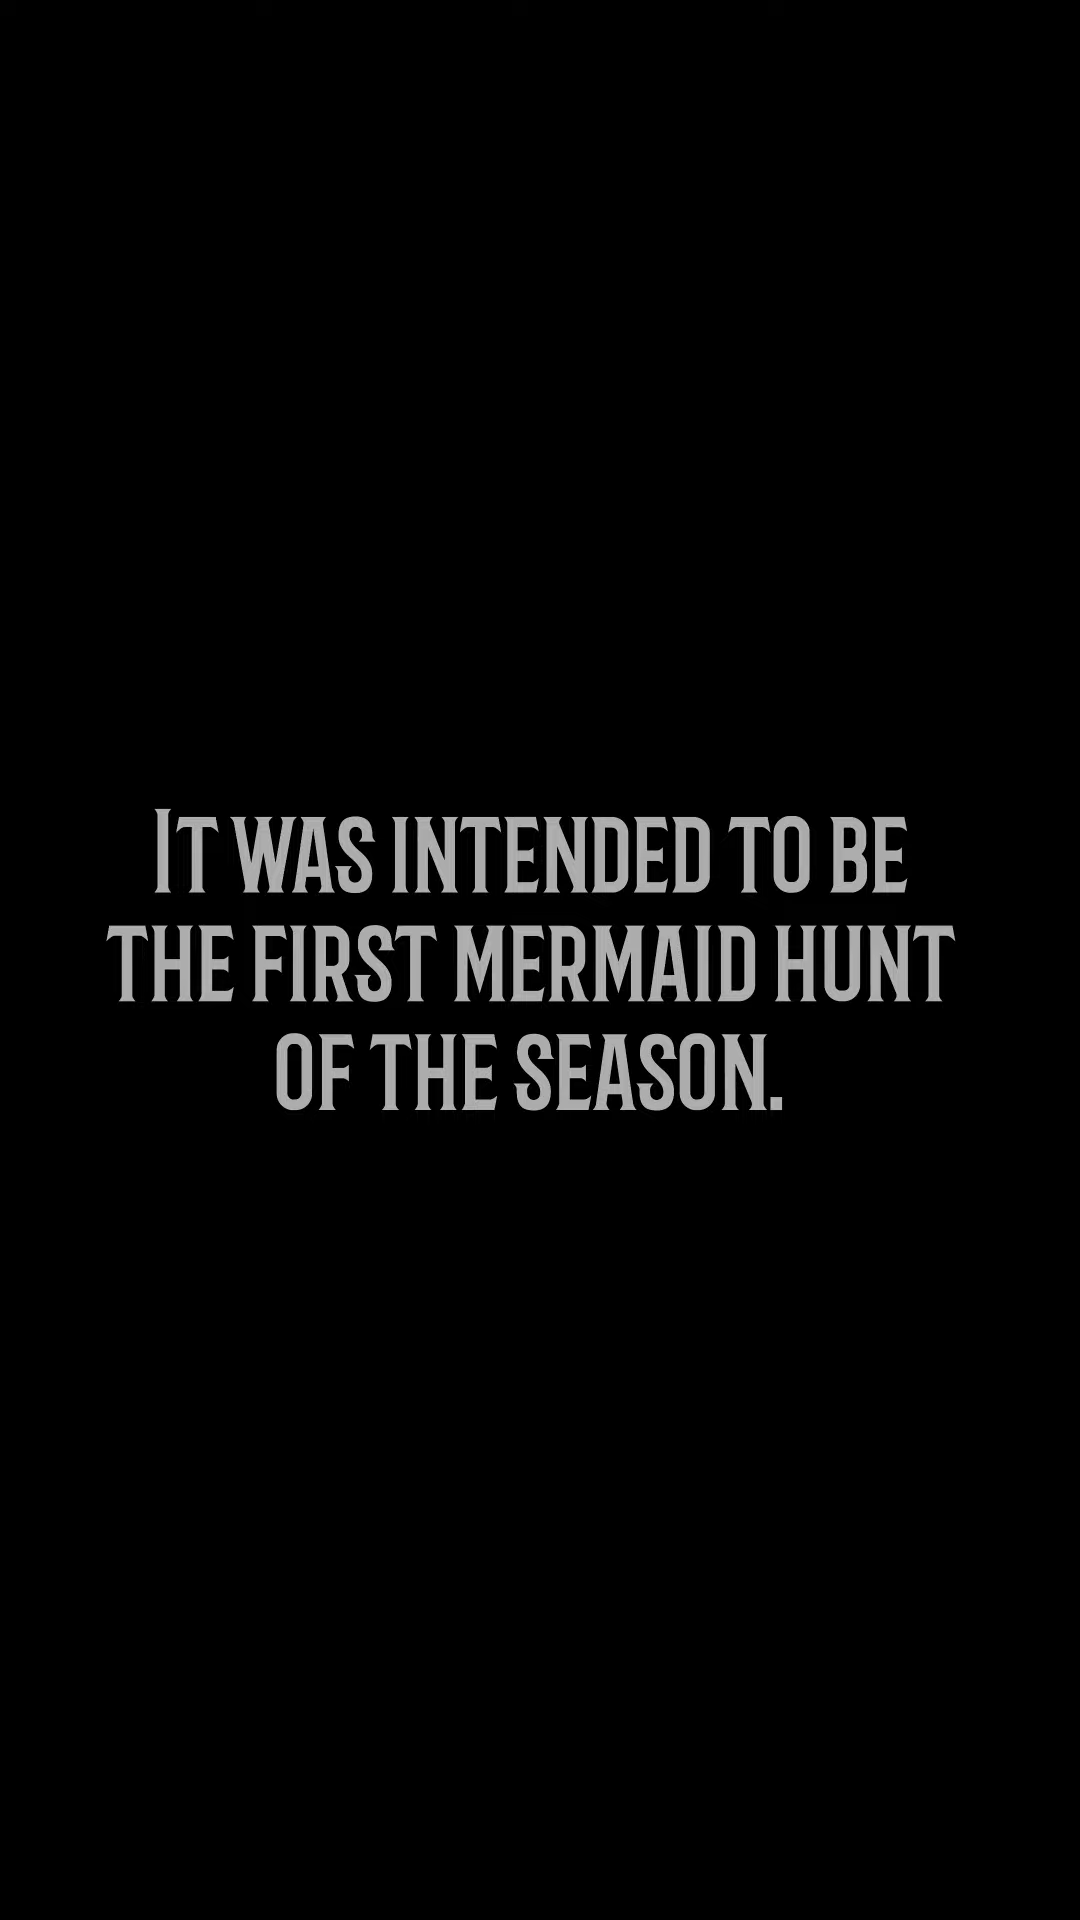 It was intended to be
the first mermaid hunt
of the season.